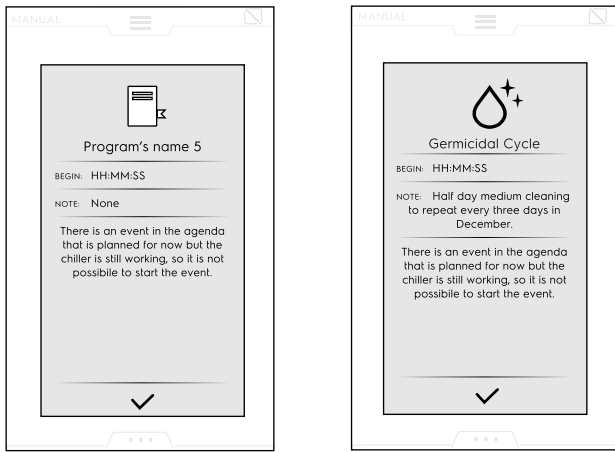 MANUAL
Program's name 5
BEGIN: HH:MM:SS
NOTE: None
There is an event in the agenda
that is planned for now but the
chiller is still working, so it is not
possibile to start the event.
MANUAL
Germicidal Cycle
BEGIN: HH:MM:SS
NOTE: Half day medium cleaning
to repeat every three days in
December.
There is an event in the agenda
that is planned for now but the
chiller is still working, so it is not
possibile to start the event.